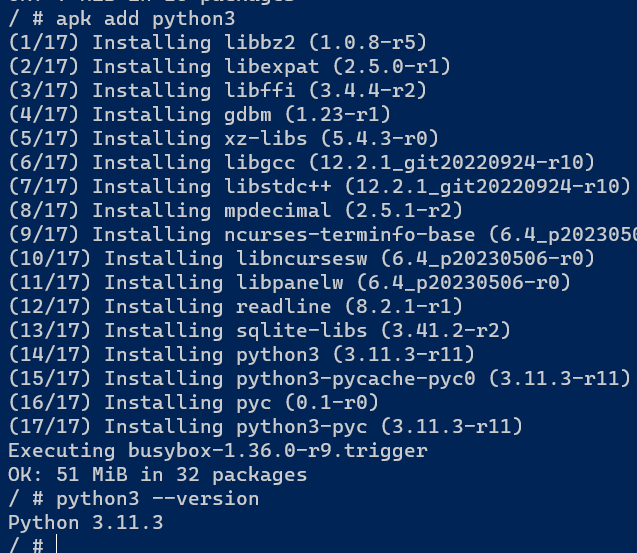 / # apk add python3
(1/17) Installing libbz2 (1.0.8-r5)
(2/17) Installing libexpat (2.5.0-r1)
(3/17) Installing libffi (3.4.4-r2)
(4/17) Installing gdbm (1.23-r1)
(5/17) Installing xz-libs (5.4.3-r0)
(6/17) Installing libgcc (12.2.1_git20220924-r10)
(7/17) Installing libstdc++ (12.2.1_git20220924-r10)
(8/17) Installing mpdecimal (2.5.1-r2)
(9/17) Installing ncurses-terminfo-base (6.4_p2023050
(10/17) Installing libncursesw (6.4_p20230506-r0)
(11/17) Installing libpanelw (6.4_p20230506-r0)
(12/17) Installing readline (8.2.1-r1)
(13/17) Installing sqlite-libs (3.41.2-r2)
(14/17) Installing python3 (3.11.3-r11)
(15/17) Installing python3-pycache-pyc0 (3.11.3-r11)
(16/17) Installing pyc (0.1-r0)
(17/17) Installing python3-pyc (3.11.3-r11)
Executing busybox-1.36.0-r9.trigger
OK: 51 MiB in 32 packages
/ # python3 --version
Python 3.11.3
/ #